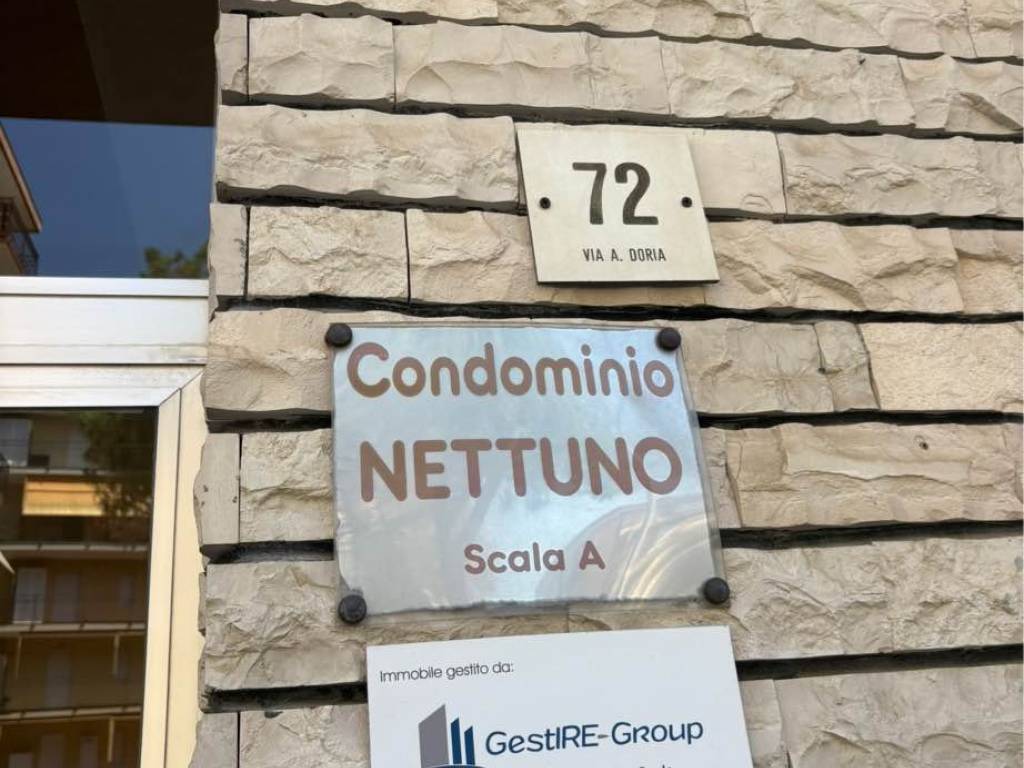 72
VIA A. DORIA
Condominio
NETTUNO
Scala A
Immobile gestito da:
GestIRE-Group